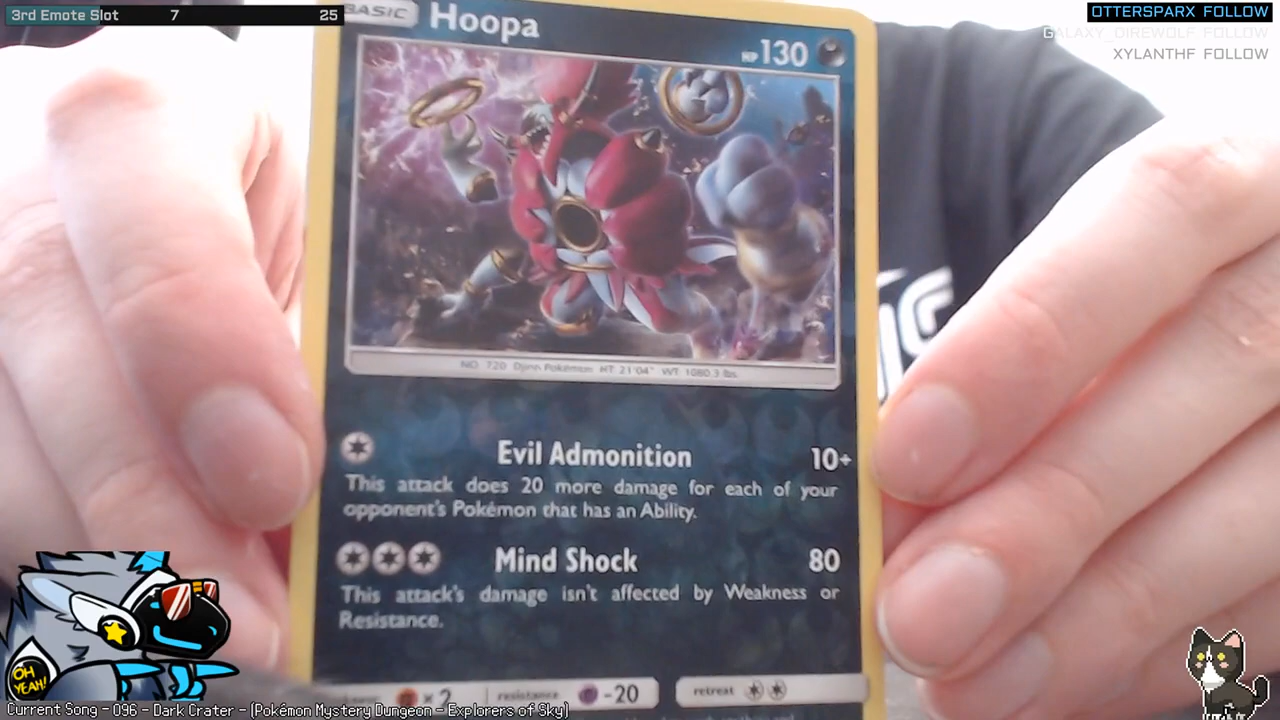 3rd Emote Slot 7 25
OTTERSPARX FOLLOW
GALAXY_DIREWOLF FOLLOW
XYLANTHF FOLLOW
BASIC Hoopa
HP 130
NO. 720 Djinn Pokémon HT: 21'04" WT: 1080.3 lbs.
Evil Admonition 10+
This attack does 20 more damage for each of your
opponent's Pokémon that has an Ability.
Mind Shock 80
This attack's damage isn't affected by Weakness or
Resistance.
× 2 resistance -20 retreat
OH YEAH!
Current Song - 096 - Dark Crater - (Pokémon Mystery Dungeon - Explorers of Sky)